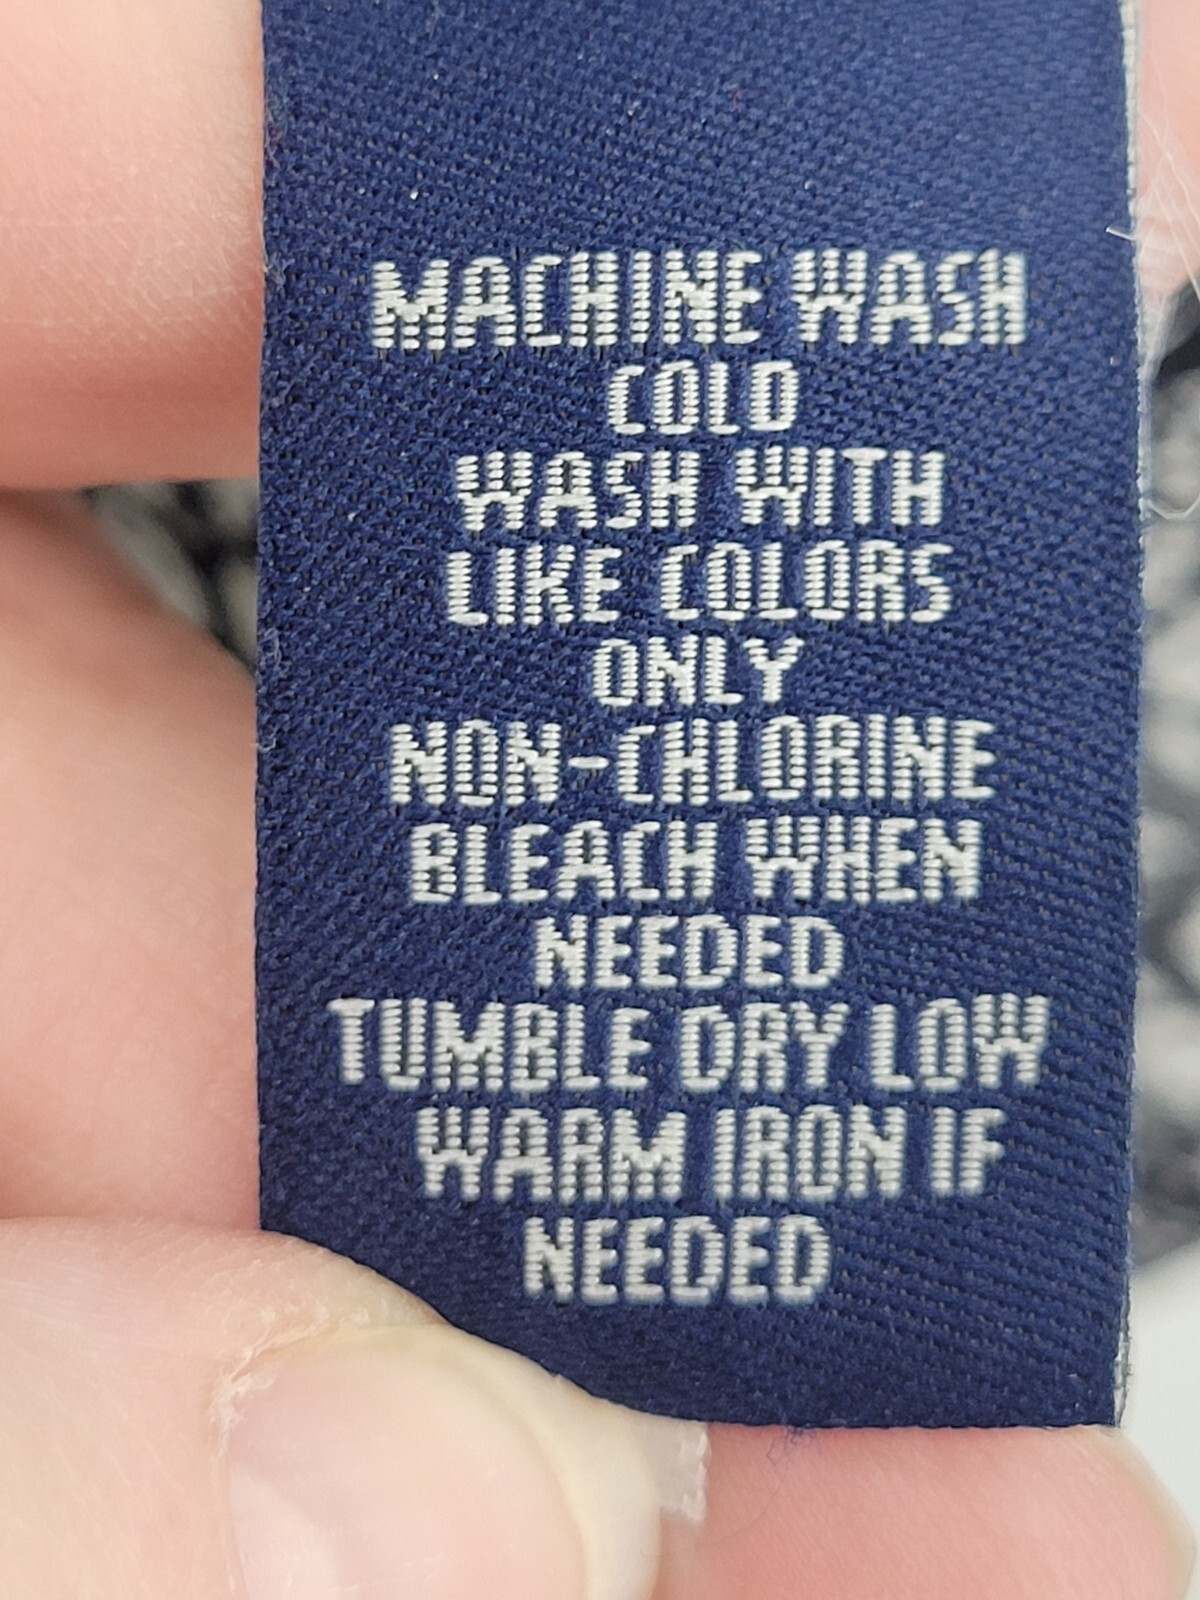 MACHINE WASH
COLD
WASH WITH
LIKE COLORS
ONLY
NON-CHLORINE
BLEACH WHEN
NEEDED
TUMBLE DRY LOW
WARM IRON IF
NEEDED